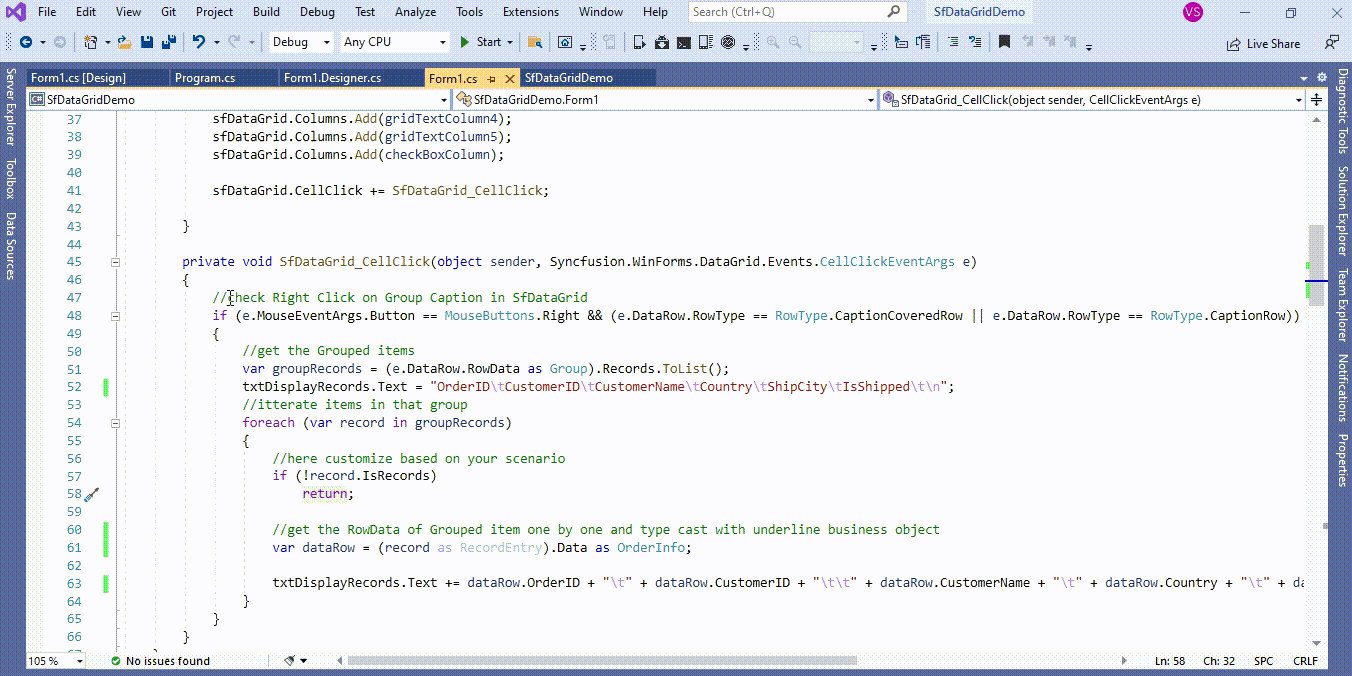 File Edit View Git Project Build Debug Test Analyze Tools Extensions Window Help Search (Ctrl+Q) SfDataGridDemo VS
Debug Any CPU Start Live Share
Form1.cs [Design] Program.cs Form1.Designer.cs Form1.cs SfDataGridDemo
SfDataGridDemo SfDataGridDemo.Form1 SfDataGrid_CellClick(object sender, CellClickEventArgs e)
Server Explorer
Toolbox
Data Sources
37 sfDataGrid.Columns.Add(gridTextColumn4);
38 sfDataGrid.Columns.Add(gridTextColumn5);
39 sfDataGrid.Columns.Add(checkBoxColumn);
40
41 sfDataGrid.CellClick += SfDataGrid_CellClick;
42
43 }
44
45 private void SfDataGrid_CellClick(object sender, Syncfusion.WinForms.DataGrid.Events.CellClickEventArgs e)
46 {
47 //check Right Click on Group Caption in SfDataGrid
48 if (e.MouseEventArgs.Button == MouseButtons.Right && (e.DataRow.RowType == RowType.CaptionCoveredRow || e.DataRow.RowType == RowType.CaptionRow))
49 {
50 //get the Grouped items
51 var groupRecords = (e.DataRow.RowData as Group).Records.ToList();
52 txtDisplayRecords.Text = "OrderID\tCustomerID\tCustomerName\tCountry\tShipCity\tIsShipped\t\n";
53 //itterate items in that group
54 foreach (var record in groupRecords)
55 {
56 //here customize based on your scenario
57 if (!record.IsRecords)
58 return;
59
60 //get the RowData of Grouped item one by one and type cast with underline business object
61 var dataRow = (record as RecordEntry).Data as OrderInfo;
62
63 txtDisplayRecords.Text += dataRow.OrderID + "\t" + dataRow.CustomerID + "\t\t" + dataRow.CustomerName + "\t" + dataRow.Country + "\t" + da
64 }
65 }
66 }
Diagnostic Tools
Solution Explorer
Team Explorer
Notifications
Properties
105 % No issues found Ln: 58 Ch: 32 SPC CRLF